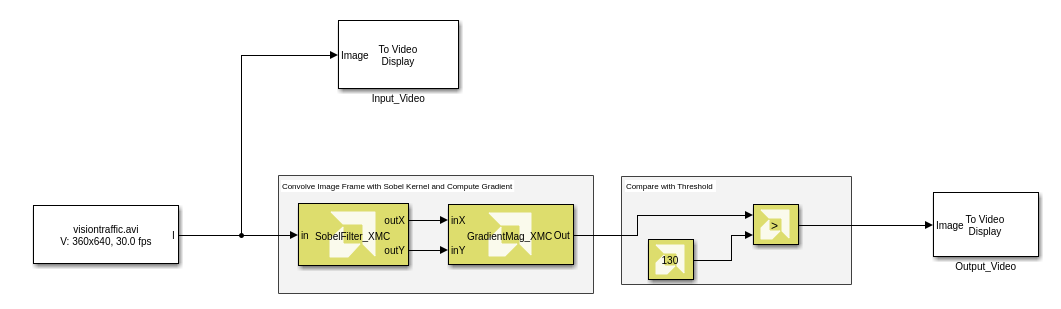 To Video
Display
Image
Input_Video
Convolve Image Frame with Sobel Kernel and Compute Gradient
Compare with Threshold
visiontraffic.avi
V: 360x640, 30.0 fps
I
in
SobelFilter_XMC
outX
outY
inX
inY
GradientMag_XMC
Out
>
130
Image
To Video
Display
Output_Video